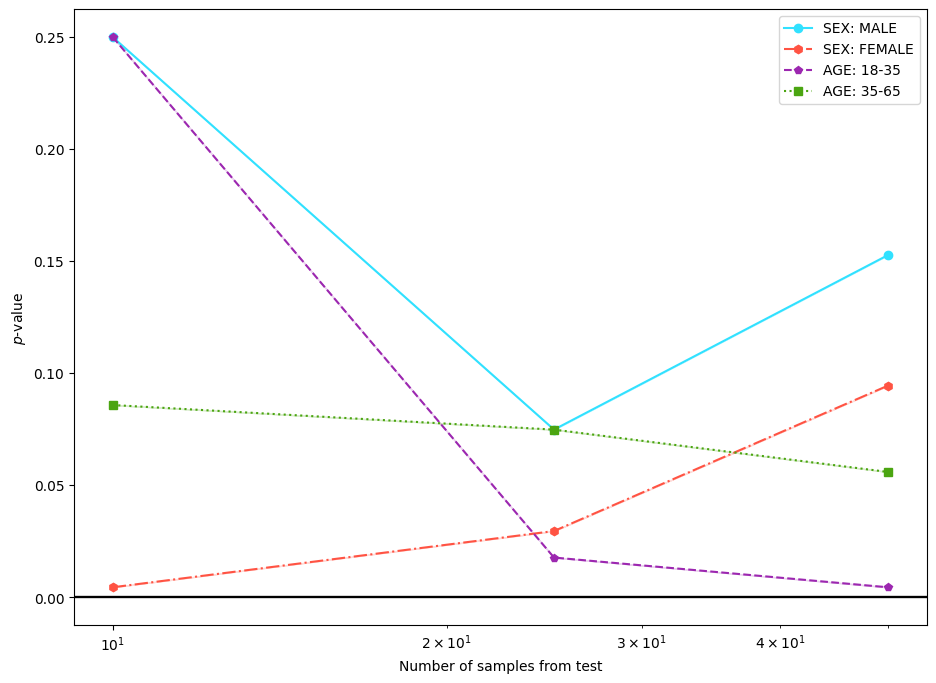 SEX: MALE
SEX: FEMALE
AGE: 18-35
AGE: 35-65
p-value
0.25
0.20
0.15
0.10
0.05
0.00
10¹
2 × 10¹
3 × 10¹
4 × 10¹
Number of samples from test